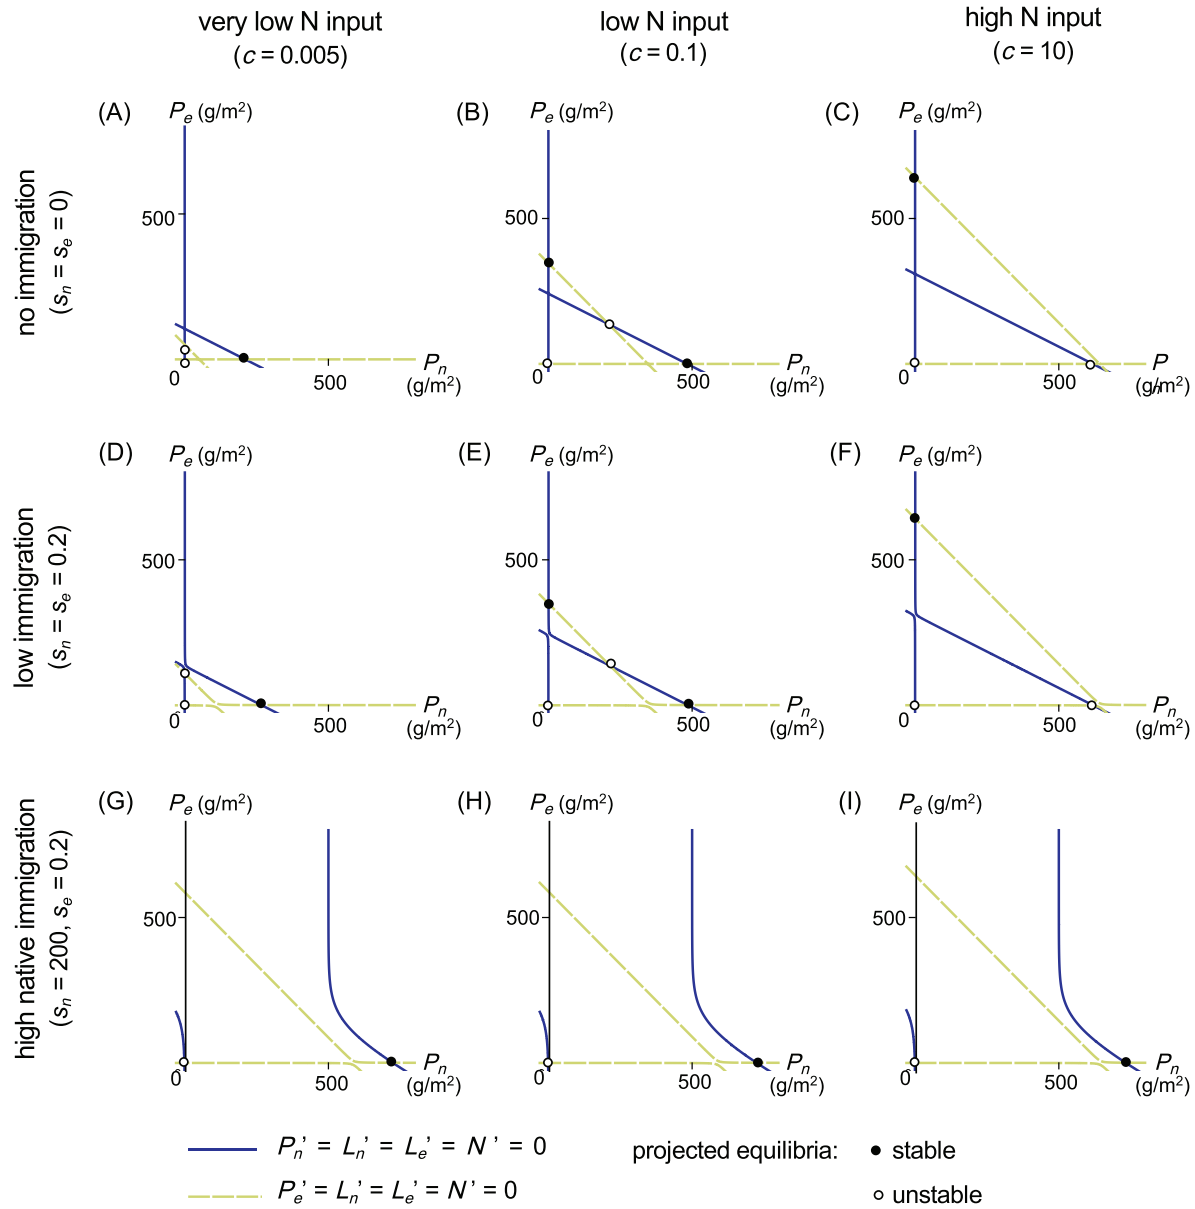 very low N input
(c = 0.005)
low N input
(c = 0.1)
high N input
(c = 10)
no immigration
(sn = se = 0)
(A)
Pe (g/m2)
500
0
500
Pn
(g/m2)
(B)
Pe (g/m2)
500
0
500
Pn
(g/m2)
(C)
Pe (g/m2)
500
0
500
Pn
(g/m2)
low immigration
(sn = se = 0.2)
(D)
Pe (g/m2)
500
0
500
Pn
(g/m2)
(E)
Pe (g/m2)
500
0
500
Pn
(g/m2)
(F)
Pe (g/m2)
500
0
500
Pn
(g/m2)
high native immigration
(sn = 200, se = 0.2)
(G)
Pe (g/m2)
500
0
500
Pn
(g/m2)
(H)
Pe (g/m2)
500
0
500
Pn
(g/m2)
(I)
Pe (g/m2)
500
0
500
Pn
(g/m2)
Pn’ = Ln’ = Le’ = N ’ = 0
Pe’ = Ln’ = Le’ = N ’ = 0
projected equilibria:
stable
unstable